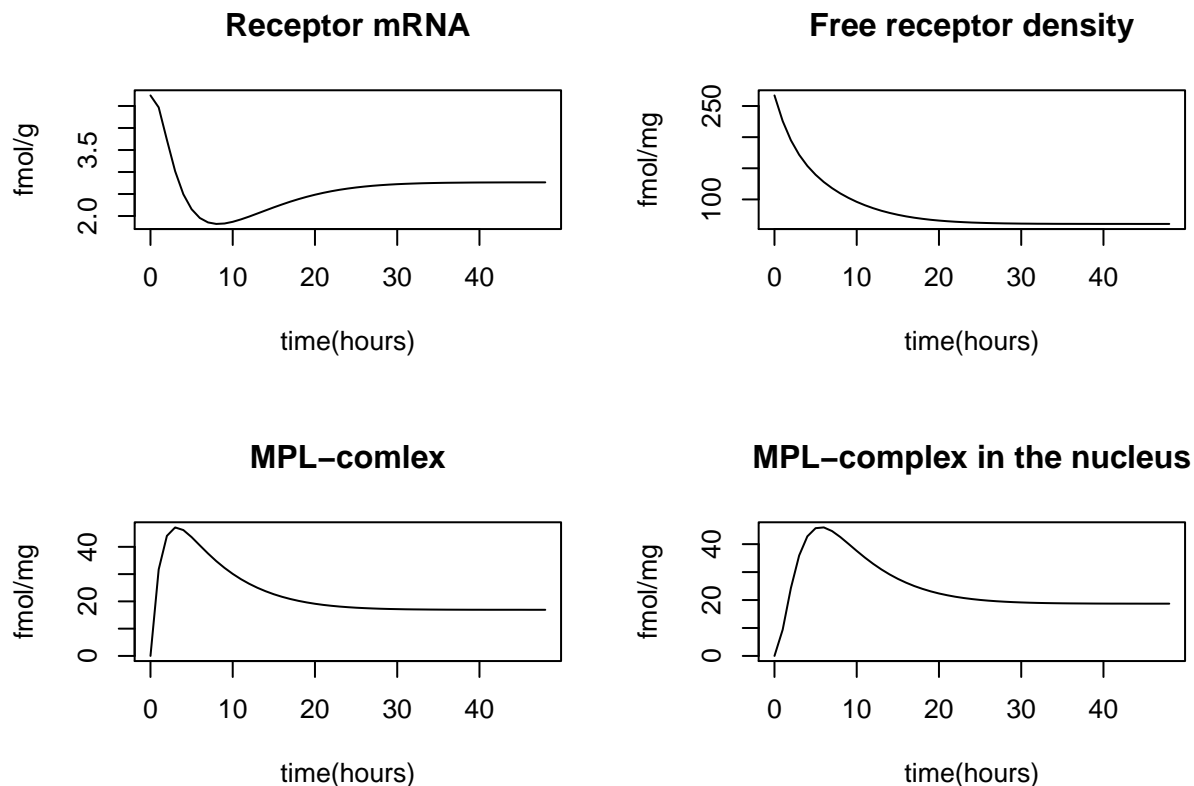 Receptor mRNA
fmol/g
2.0 3.5
0 10 20 30 40
time(hours)
Free receptor density
fmol/mg
100 250
0 10 20 30 40
time(hours)
MPL−comlex
fmol/mg
0 20 40
0 10 20 30 40
time(hours)
MPL−complex in the nucleus
fmol/mg
0 20 40
0 10 20 30 40
time(hours)